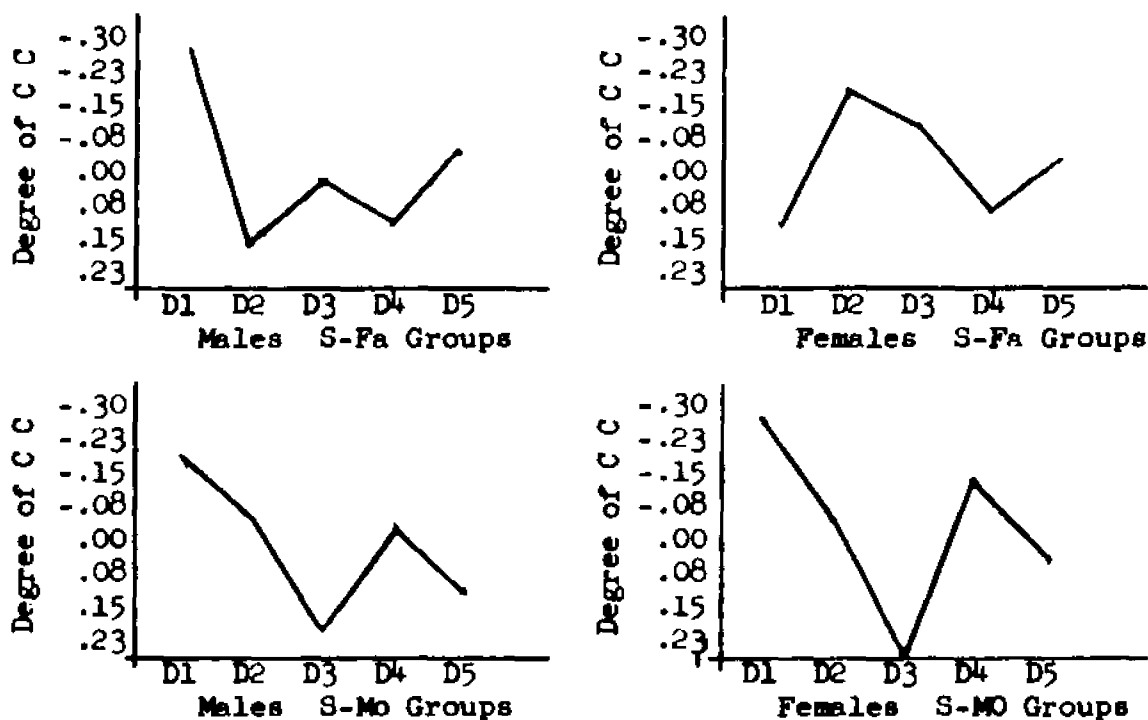 Degree of C C
-.30
-.23
-.15
-.08
.00
.08
.15
.23
D1 D2 D3 D4 D5
Males S-Fa Groups
Degree of C C
-.30
-.23
-.15
-.08
.00
.08
.15
.23
D1 D2 D3 D4 D5
Females S-Fa Groups
Degree of C C
-.30
-.23
-.15
-.08
.00
.08
.15
.23
D1 D2 D3 D4 D5
Males S-Mo Groups
Degree of C C
-.30
-.23
-.15
-.08
.00
.08
.15
.23
D1 D2 D3 D4 D5
Females S-MO Groups